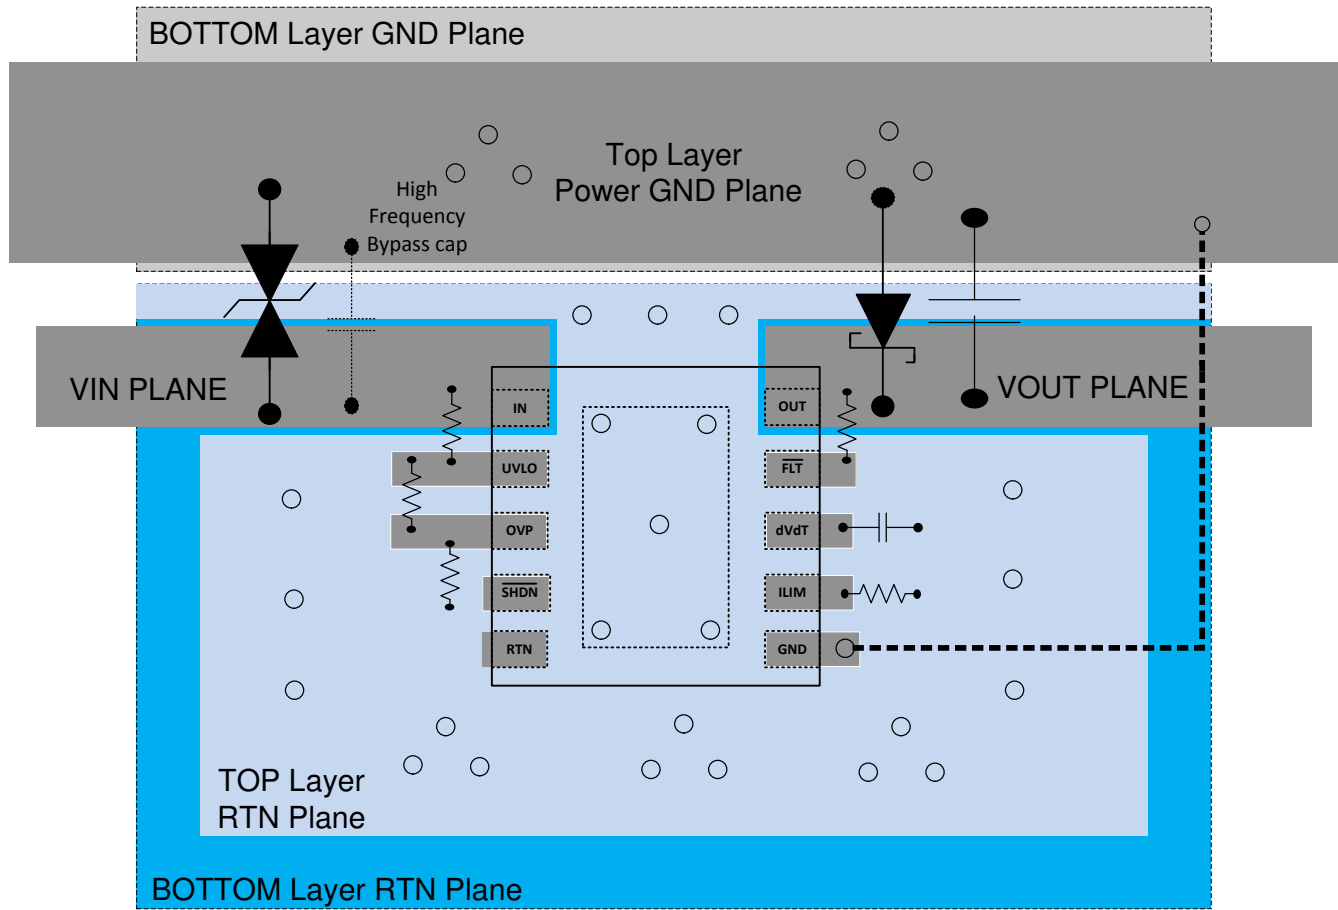 BOTTOM Layer GND Plane
Top Layer
Power GND Plane
High
Frequency
Bypass cap
VIN PLANE
VOUT PLANE
IN
OUT
UVLO
FLT
OVP
dVdT
SHDN
ILIM
RTN
GND
TOP Layer
RTN Plane
BOTTOM Layer RTN Plane